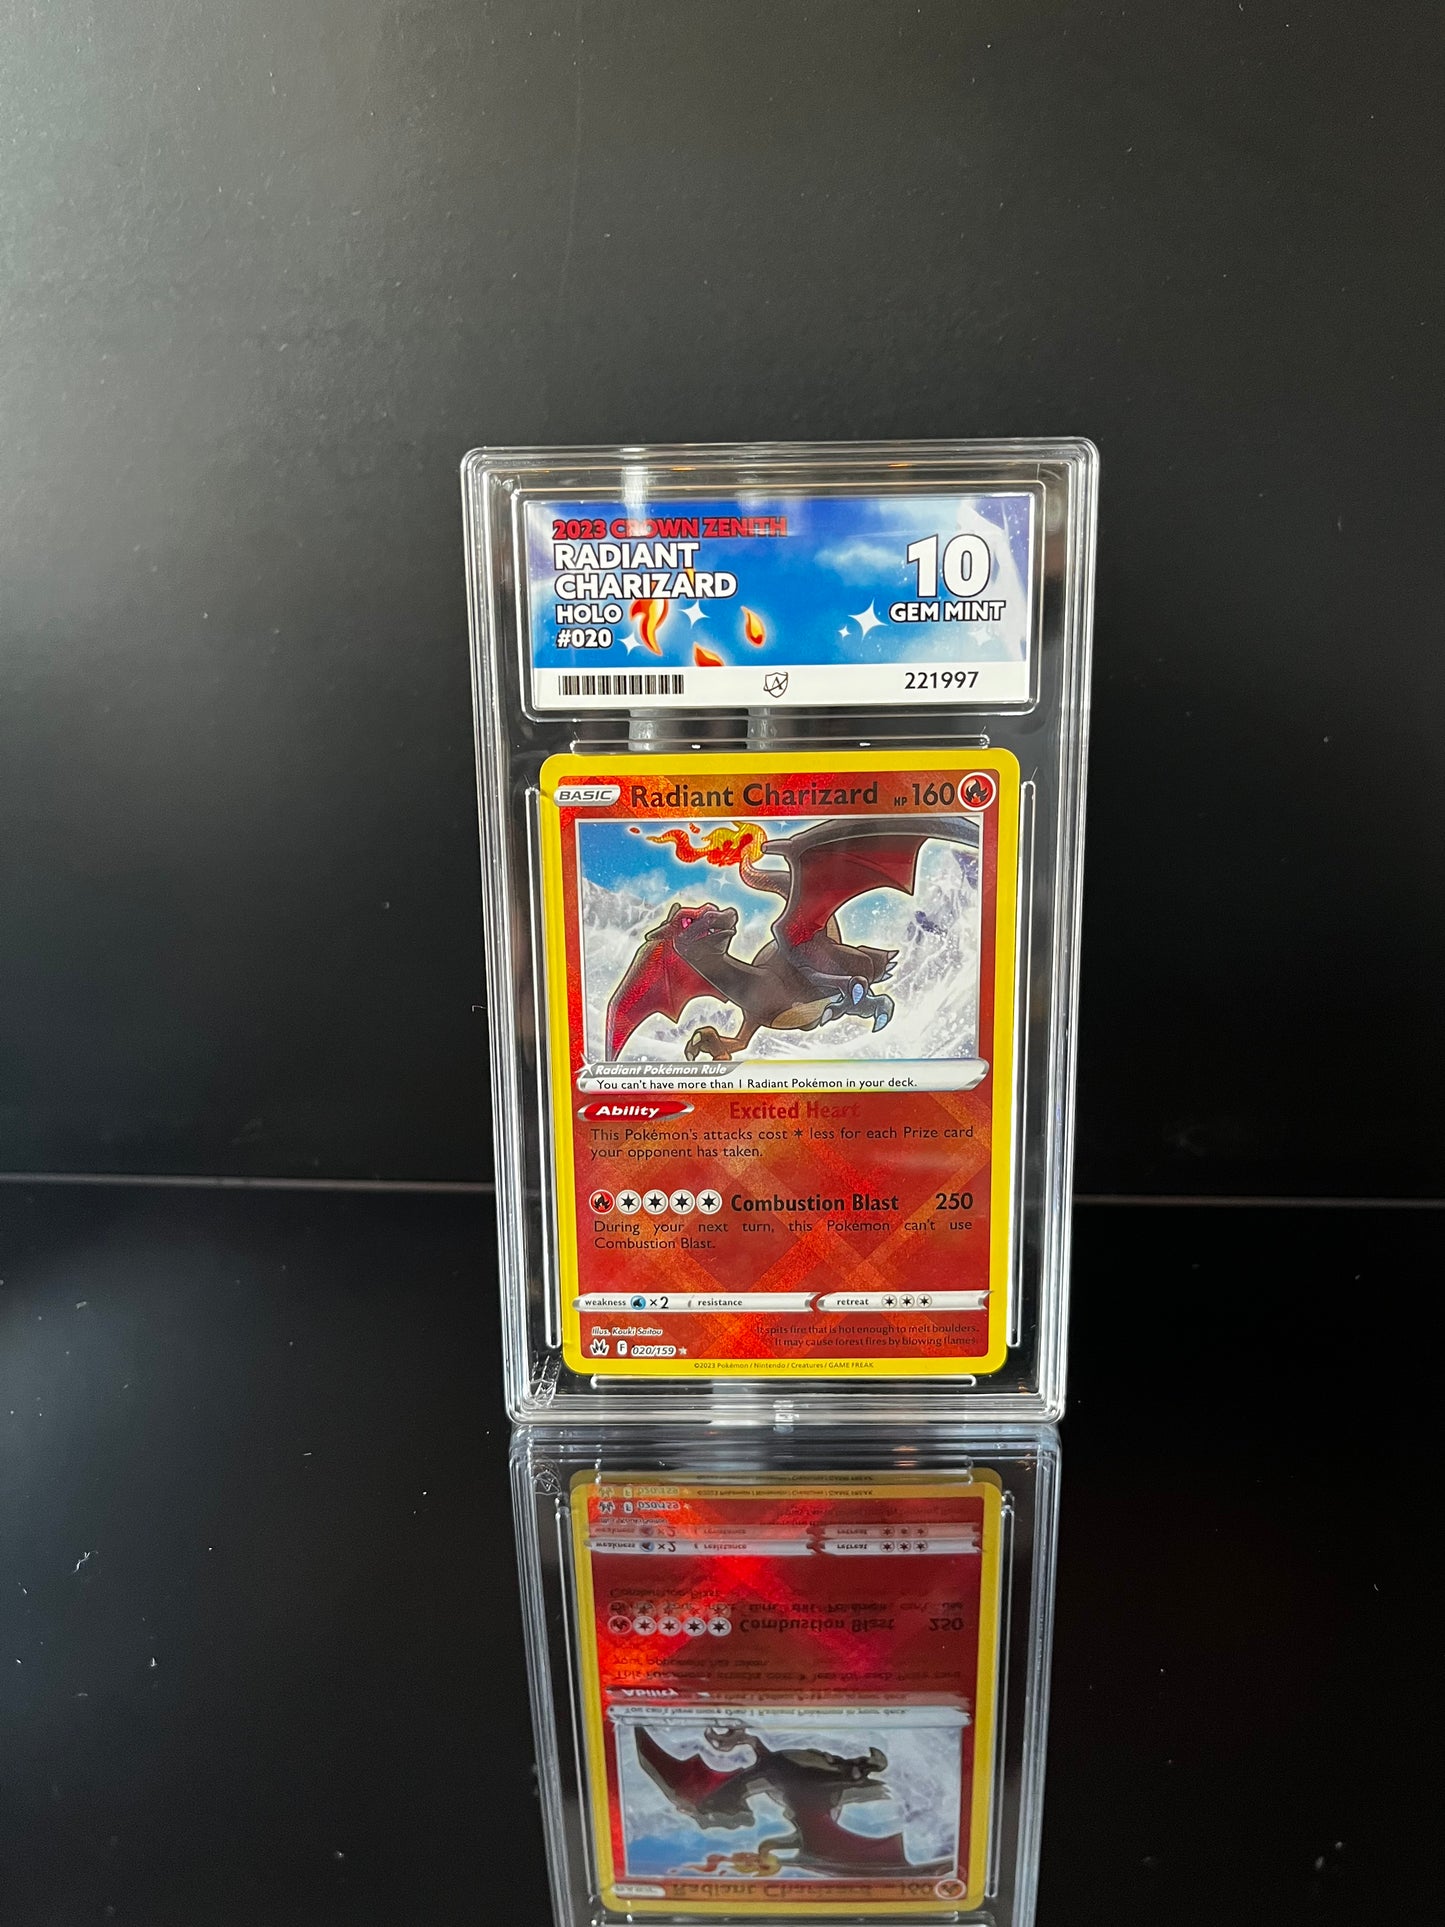 2023 CROWN ZENITH
RADIANT
CHARIZARD
HOLO
#020
10
GEM MINT
221997
BASIC Radiant Charizard HP 160
Radiant Pokémon Rule
You can't have more than 1 Radiant Pokémon in your deck.
Ability Excited Heart
This Pokémon's attacks cost less for each Prize card
your opponent has taken.
Combustion Blast 250
During your next turn, this Pokémon can't use
Combustion Blast.
weakness ×2 resistance retreat
Illus. Kouki Saitou
F 020/159
It spits fire that is hot enough to melt boulders.
It may cause forest fires by blowing flames.
©2023 Pokémon / Nintendo / Creatures / GAME FREAK